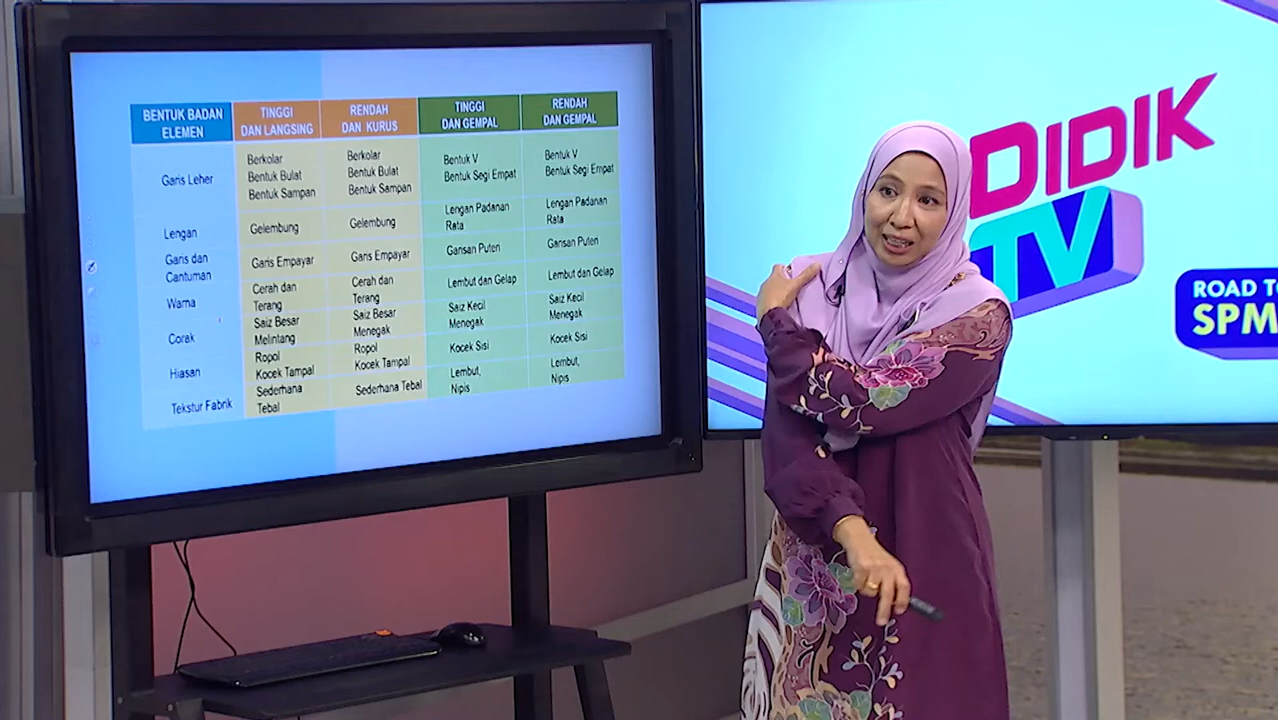 BENTUK BADAN
ELEMEN
TINGGI
DAN LANGSING
RENDAH
DAN KURUS
TINGGI
DAN GEMPAL
RENDAH
DAN GEMPAL
Garis Leher
Berkolar
Bentuk Bulat
Bentuk Sampan
Berkolar
Bentuk Bulat
Bentuk Sampan
Bentuk V
Bentuk Segi Empat
Bentuk V
Bentuk Segi Empat
Lengan
Gelembung
Gelembung
Lengan Padanan
Rata
Lengan Padanan
Rata
Garis dan
Cantuman
Garis Empayar
Garis Empayar
Garisan Puteri
Garisan Puteri
Warna
Cerah dan
Terang
Cerah dan
Terang
Lembut dan Gelap
Lembut dan Gelap
Corak
Saiz Besar
Melintang
Saiz Besar
Menegak
Saiz Kecil
Menegak
Saiz Kecil
Menegak
Hiasan
Ropol
Kocek Tampal
Ropol
Kocek Tampal
Kocek Sisi
Kocek Sisi
Tekstur Fabrik
Sederhana
Tebal
Sederhana Tebal
Lembut,
Nipis
Lembut,
Nipis
DIDIK
TV
ROAD TO
SPM